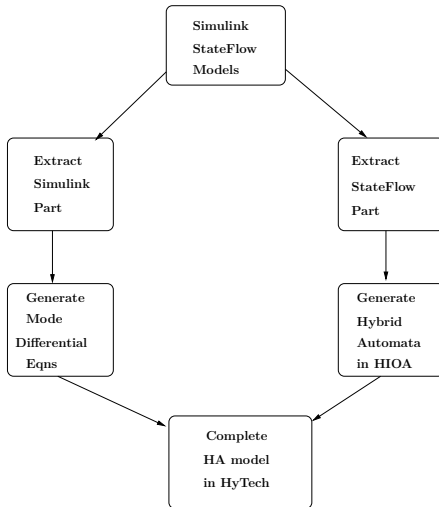 Simulink
StateFlow
Models
Extract
Simulink
Part
Extract
StateFlow
Part
Generate
Mode
Differential
Eqns
Generate
Hybrid
Automata
in HIOA
Complete
HA model
in HyTech